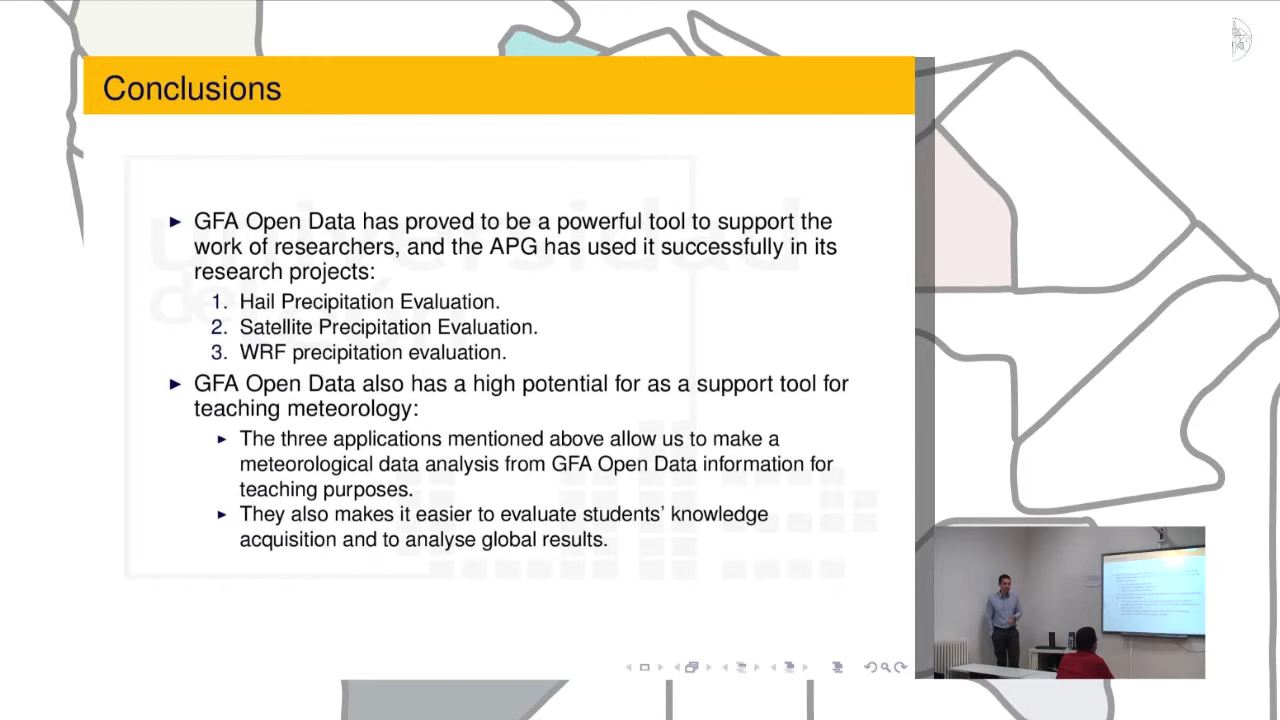 Conclusions
► GFA Open Data has proved to be a powerful tool to support the
work of researchers, and the APG has used it successfully in its
research projects:
1. Hail Precipitation Evaluation.
2. Satellite Precipitation Evaluation.
3. WRF precipitation evaluation.
► GFA Open Data also has a high potential for as a support tool for
teaching meteorology:
► The three applications mentioned above allow us to make a
meteorological data analysis from GFA Open Data information for
teaching purposes.
► They also makes it easier to evaluate students' knowledge
acquisition and to analyse global results.
universidad
de león